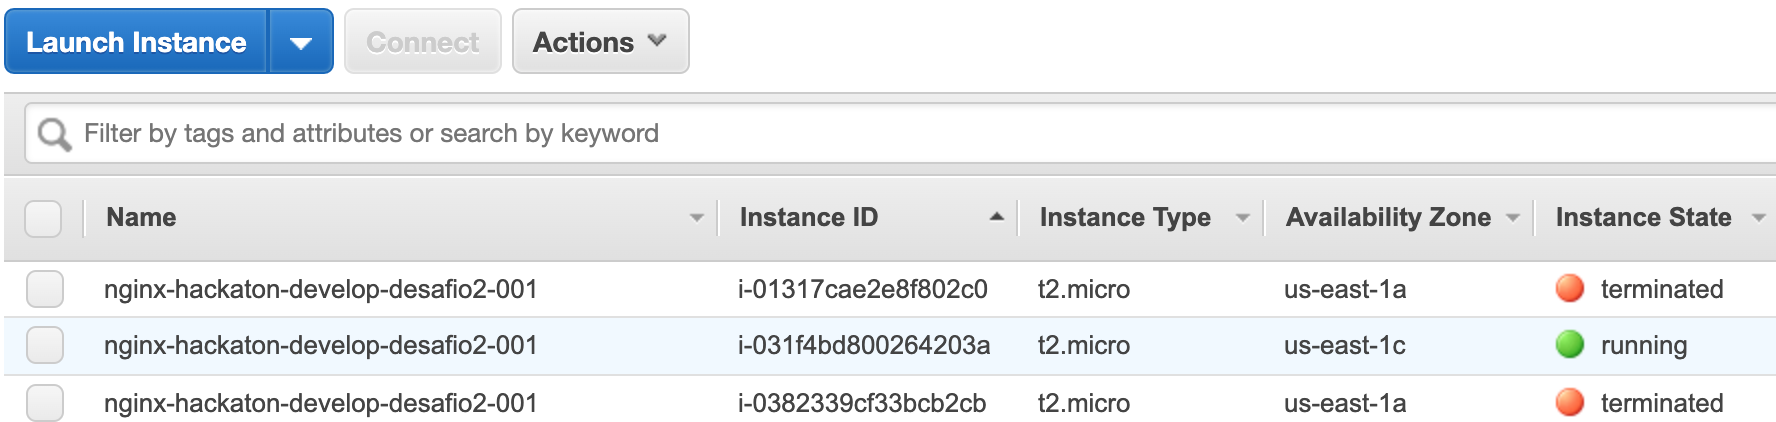 Launch Instance Connect Actions
Filter by tags and attributes or search by keyword
Name Instance ID Instance Type Availability Zone Instance State
nginx-hackaton-develop-desafio2-001 i-01317cae2e8f802c0 t2.micro us-east-1a terminated
nginx-hackaton-develop-desafio2-001 i-031f4bd800264203a t2.micro us-east-1c running
nginx-hackaton-develop-desafio2-001 i-0382339cf33bcb2cb t2.micro us-east-1a terminated